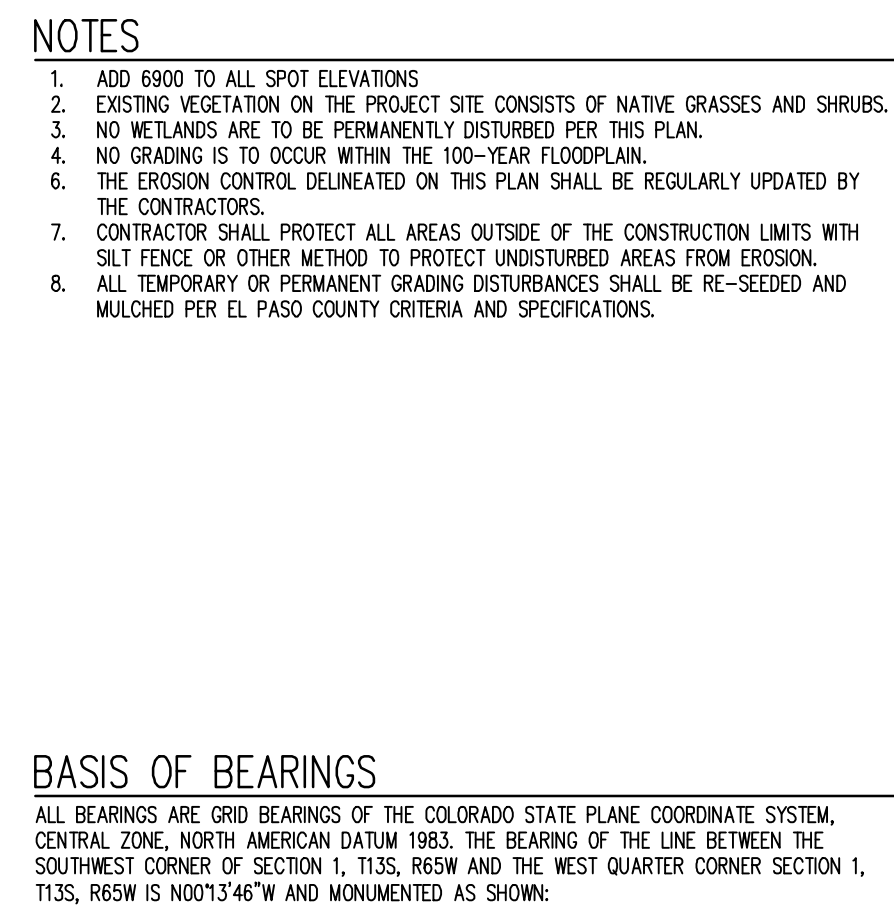 NOTES
1. ADD 6900 TO ALL SPOT ELEVATIONS
2. EXISTING VEGETATION ON THE PROJECT SITE CONSISTS OF NATIVE GRASSES AND SHRUBS.
3. NO WETLANDS ARE TO BE PERMANENTLY DISTURBED PER THIS PLAN.
4. NO GRADING IS TO OCCUR WITHIN THE 100-YEAR FLOODPLAIN.
6. THE EROSION CONTROL DELINEATED ON THIS PLAN SHALL BE REGULARLY UPDATED BY
THE CONTRACTORS.
7. CONTRACTOR SHALL PROTECT ALL AREAS OUTSIDE OF THE CONSTRUCTION LIMITS WITH
SILT FENCE OR OTHER METHOD TO PROTECT UNDISTURBED AREAS FROM EROSION.
8. ALL TEMPORARY OR PERMANENT GRADING DISTURBANCES SHALL BE RE-SEEDED AND
MULCHED PER EL PASO COUNTY CRITERIA AND SPECIFICATIONS.
BASIS OF BEARINGS
ALL BEARINGS ARE GRID BEARINGS OF THE COLORADO STATE PLANE COORDINATE SYSTEM,
CENTRAL ZONE, NORTH AMERICAN DATUM 1983. THE BEARING OF THE LINE BETWEEN THE
SOUTHWEST CORNER OF SECTION 1, T13S, R65W AND THE WEST QUARTER CORNER SECTION 1,
T13S, R65W IS N00°13'46"W AND MONUMENTED AS SHOWN: